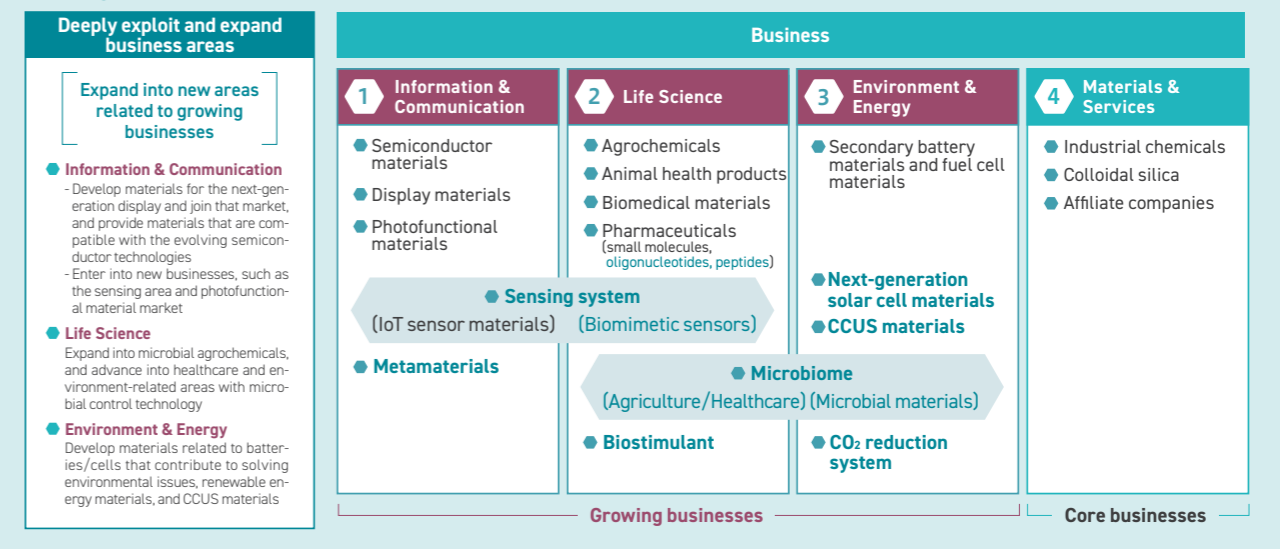 Deeply exploit and expand
business areas
Expand into new areas
related to growing
businesses
Information & Communication
- Develop materials for the next-gen-
eration display and join that market,
and provide materials that are com-
patible with the evolving semicon-
ductor technologies
- Enter into new businesses, such as
the sensing area and photofunction-
al material market
Life Science
Expand into microbial agrochemicals,
and advance into healthcare and en-
vironment-related areas with micro-
bial control technology
Environment & Energy
Develop materials related to batter-
ies/cells that contribute to solving
environmental issues, renewable en-
ergy materials, and CCUS materials
Business
1 Information &
Communication
Semiconductor
materials
Display materials
Photofunctional
materials
2 Life Science
Agrochemicals
Animal health products
Biomedical materials
Pharmaceuticals
(small molecules,
oligonucleotides, peptides)
Sensing system
(IoT sensor materials) (Biomimetic sensors)
Metamaterials
3 Environment &
Energy
Secondary battery
materials and fuel cell
materials
Next-generation
solar cell materials
CCUS materials
Microbiome
(Agriculture/Healthcare) (Microbial materials)
Biostimulant
CO₂ reduction
system
4 Materials &
Services
Industrial chemicals
Colloidal silica
Affiliate companies
Growing businesses
Core businesses